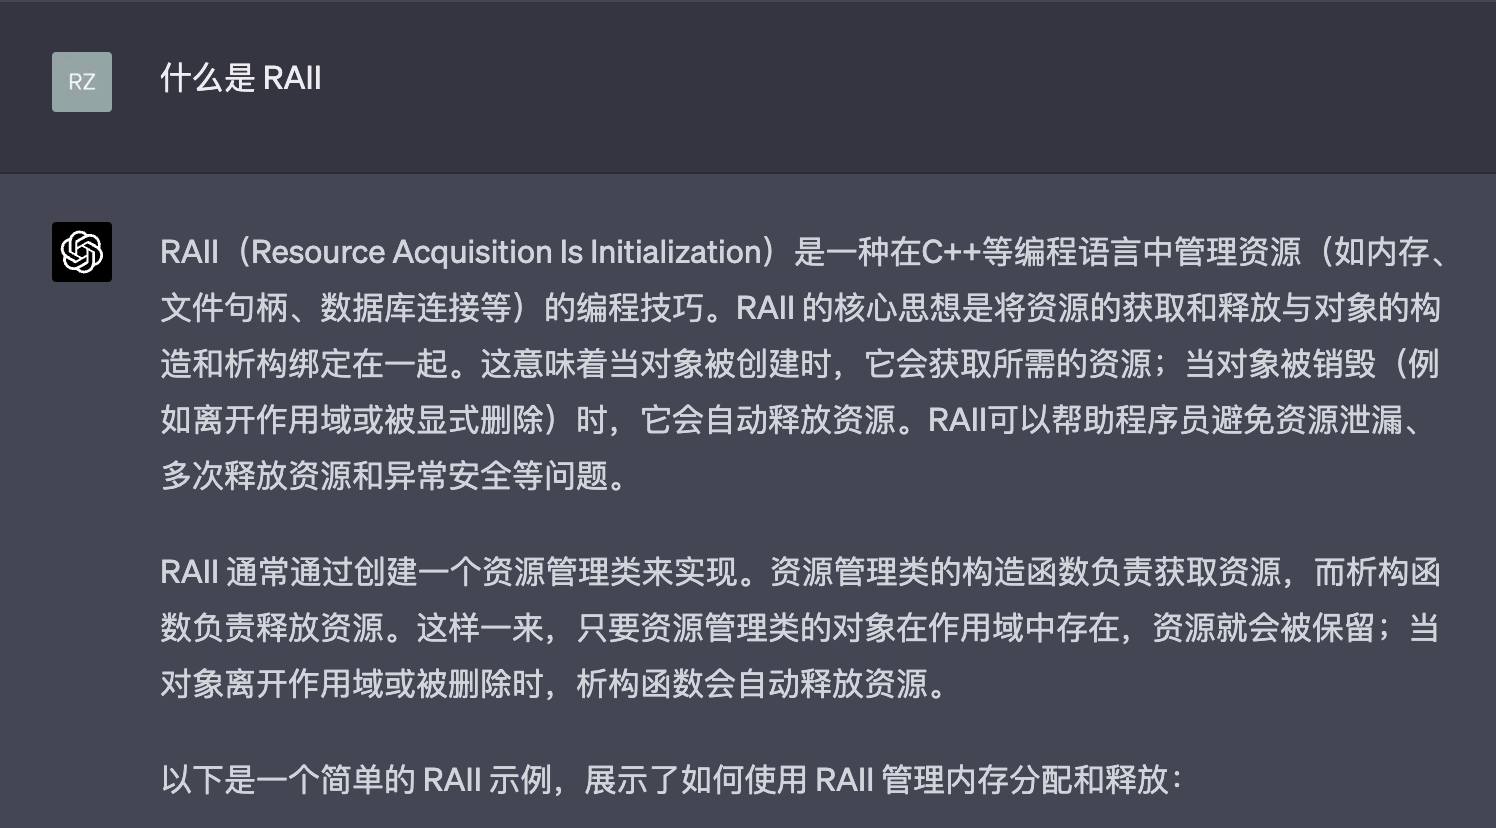 RZ
什么是 RAII
RAII（Resource Acquisition Is Initialization）是一种在C++等编程语言中管理资源（如内存、
文件句柄、数据库连接等）的编程技巧。RAII 的核心思想是将资源的获取和释放与对象的构
造和析构绑定在一起。这意味着当对象被创建时，它会获取所需的资源；当对象被销毁（例
如离开作用域或被显式删除）时，它会自动释放资源。RAII可以帮助程序员避免资源泄漏、
多次释放资源和异常安全等问题。
RAII 通常通过创建一个资源管理类来实现。资源管理类的构造函数负责获取资源，而析构函
数负责释放资源。这样一来，只要资源管理类的对象在作用域中存在，资源就会被保留；当
对象离开作用域或被删除时，析构函数会自动释放资源。
以下是一个简单的 RAII 示例，展示了如何使用 RAII 管理内存分配和释放：